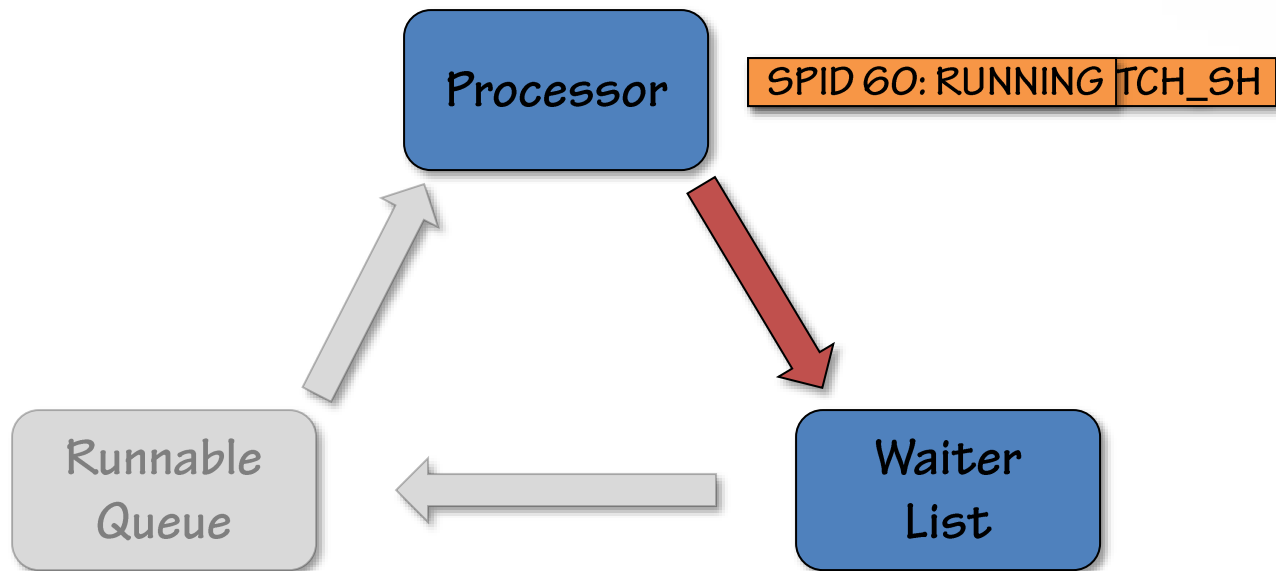 Processor
SPID 60: RUNNING TCH_SH
Runnable
Queue
Waiter
List